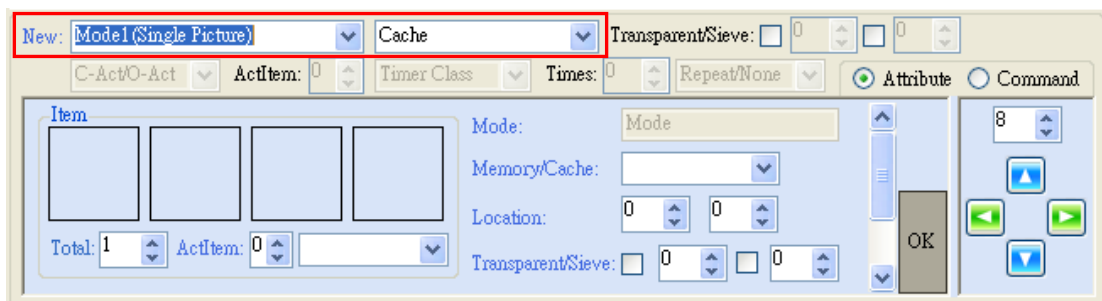 New: Mode1 (Single Picture) Cache Transparent/Sieve: 0 0
C-Act/O-Act ActItem: 0 Timer Class Times: 0 Repeat/None Attribute Command
Item Mode: Mode 8
Memory/Cache:
Location: 0 0
Total: 1 ActItem: 0 OK
Transparent/Sieve: 0 0